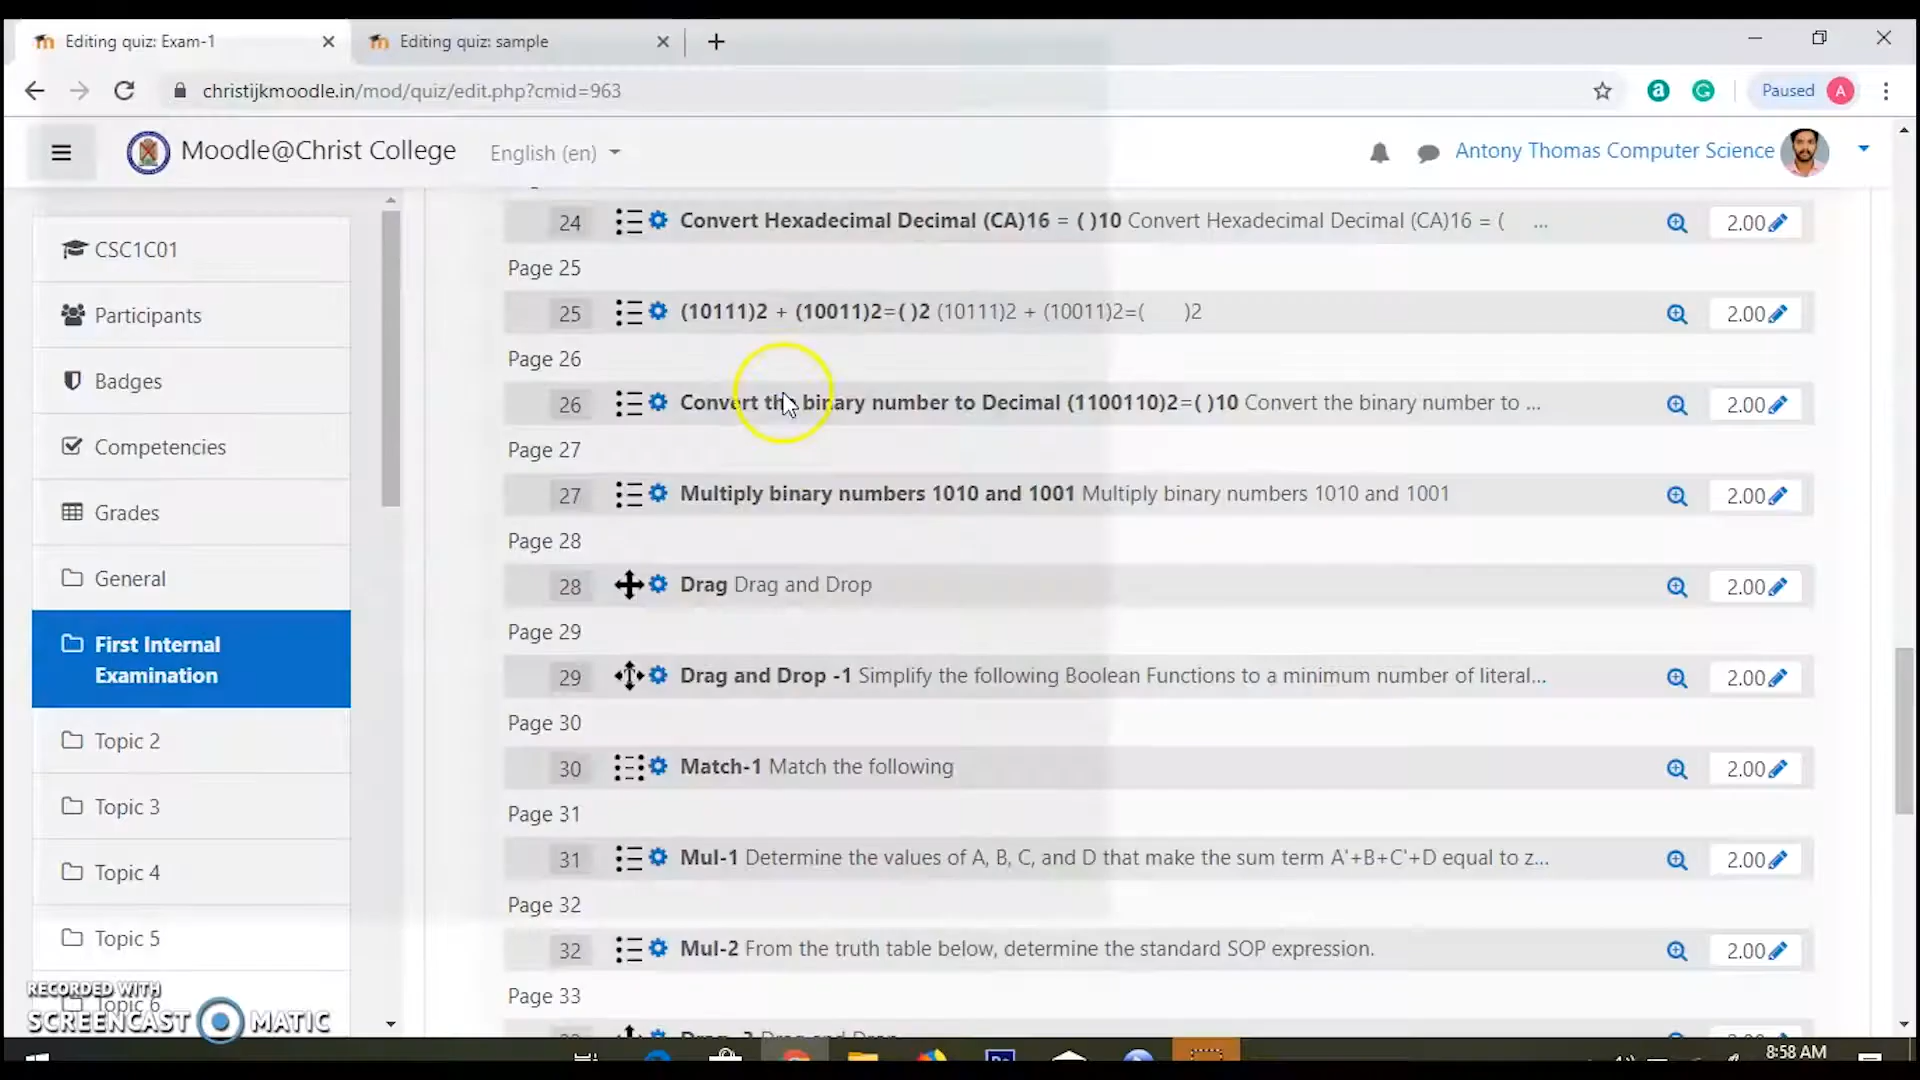 Editing quiz: Exam-1
Editing quiz: sample
christijkmoodle.in/mod/quiz/edit.php?cmid=963
Paused A
Moodle@Christ College
English (en)
Antony Thomas Computer Science
CSC1C01
Participants
Badges
Competencies
Grades
General
First Internal
Examination
Topic 2
Topic 3
Topic 4
Topic 5
Topic 6
24 Convert Hexadecimal Decimal (CA)16 = ( )10 Convert Hexadecimal Decimal (CA)16 = ( ... 2.00
Page 25
25 (10111)2 + (10011)2=( )2 (10111)2 + (10011)2=( )2 2.00
Page 26
26 Convert the binary number to Decimal (1100110)2=( )10 Convert the binary number to ... 2.00
Page 27
27 Multiply binary numbers 1010 and 1001 Multiply binary numbers 1010 and 1001 2.00
Page 28
28 Drag Drag and Drop 2.00
Page 29
29 Drag and Drop -1 Simplify the following Boolean Functions to a minimum number of literal... 2.00
Page 30
30 Match-1 Match the following 2.00
Page 31
31 Mul-1 Determine the values of A, B, C, and D that make the sum term A'+B+C'+D equal to z... 2.00
Page 32
32 Mul-2 From the truth table below, determine the standard SOP expression. 2.00
Page 33
RECORDED WITH
SCREENCAST MATIC
8:58 AM